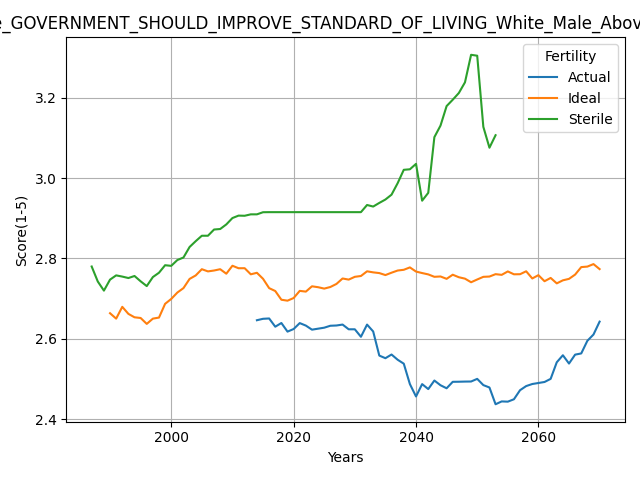 e_GOVERNMENT_SHOULD_IMPROVE_STANDARD_OF_LIVING_White_Male_Abov
Fertility
Actual
Ideal
Sterile
Score(1-5)
3.2
3.0
2.8
2.6
2.4
2000 2020 2040 2060
Years